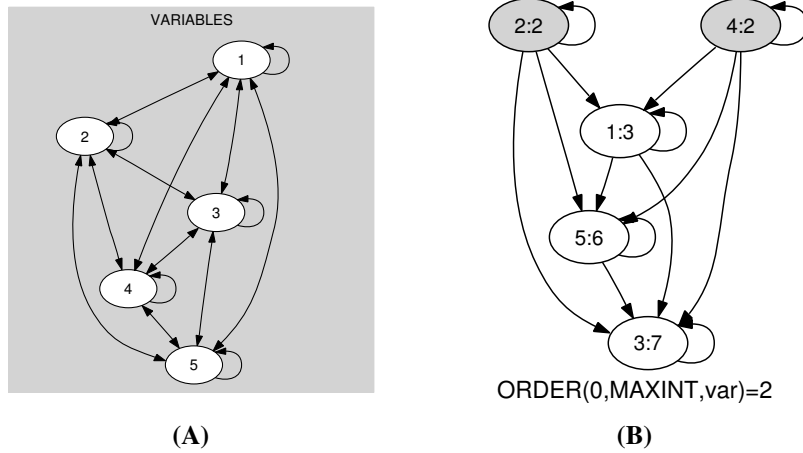 VARIABLES
1
2
3
4
5
(A)
2:2
4:2
1:3
5:6
3:7
ORDER(0,MAXINT,var)=2
(B)